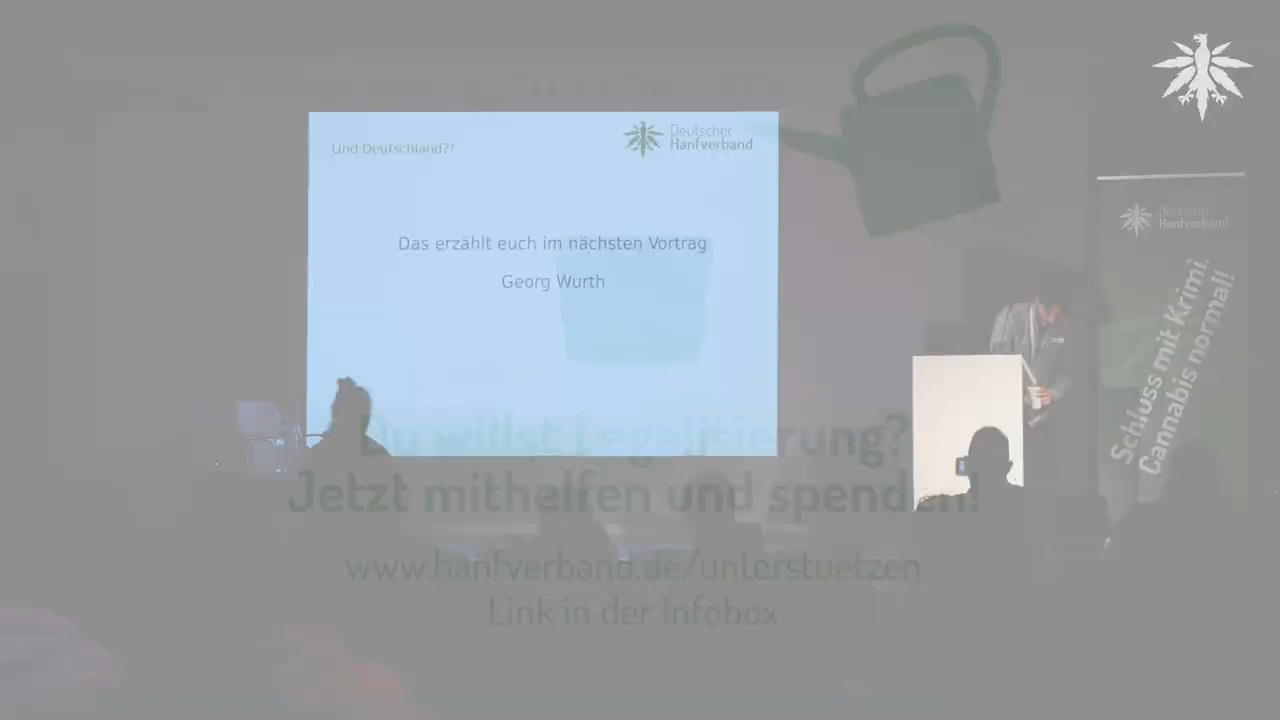 Und Deutschland?!
Deutscher
Hanfverband
Das erzählt euch im nächsten Vortrag
Georg Wurth
Deutscher
Hanfverband
Schluss mit Krimi.
Cannabis normal!
Du willst Legalisierung?
Jetzt mithelfen und spenden!
www.hanfverband.de/unterstuetzen
Link in der Infobox